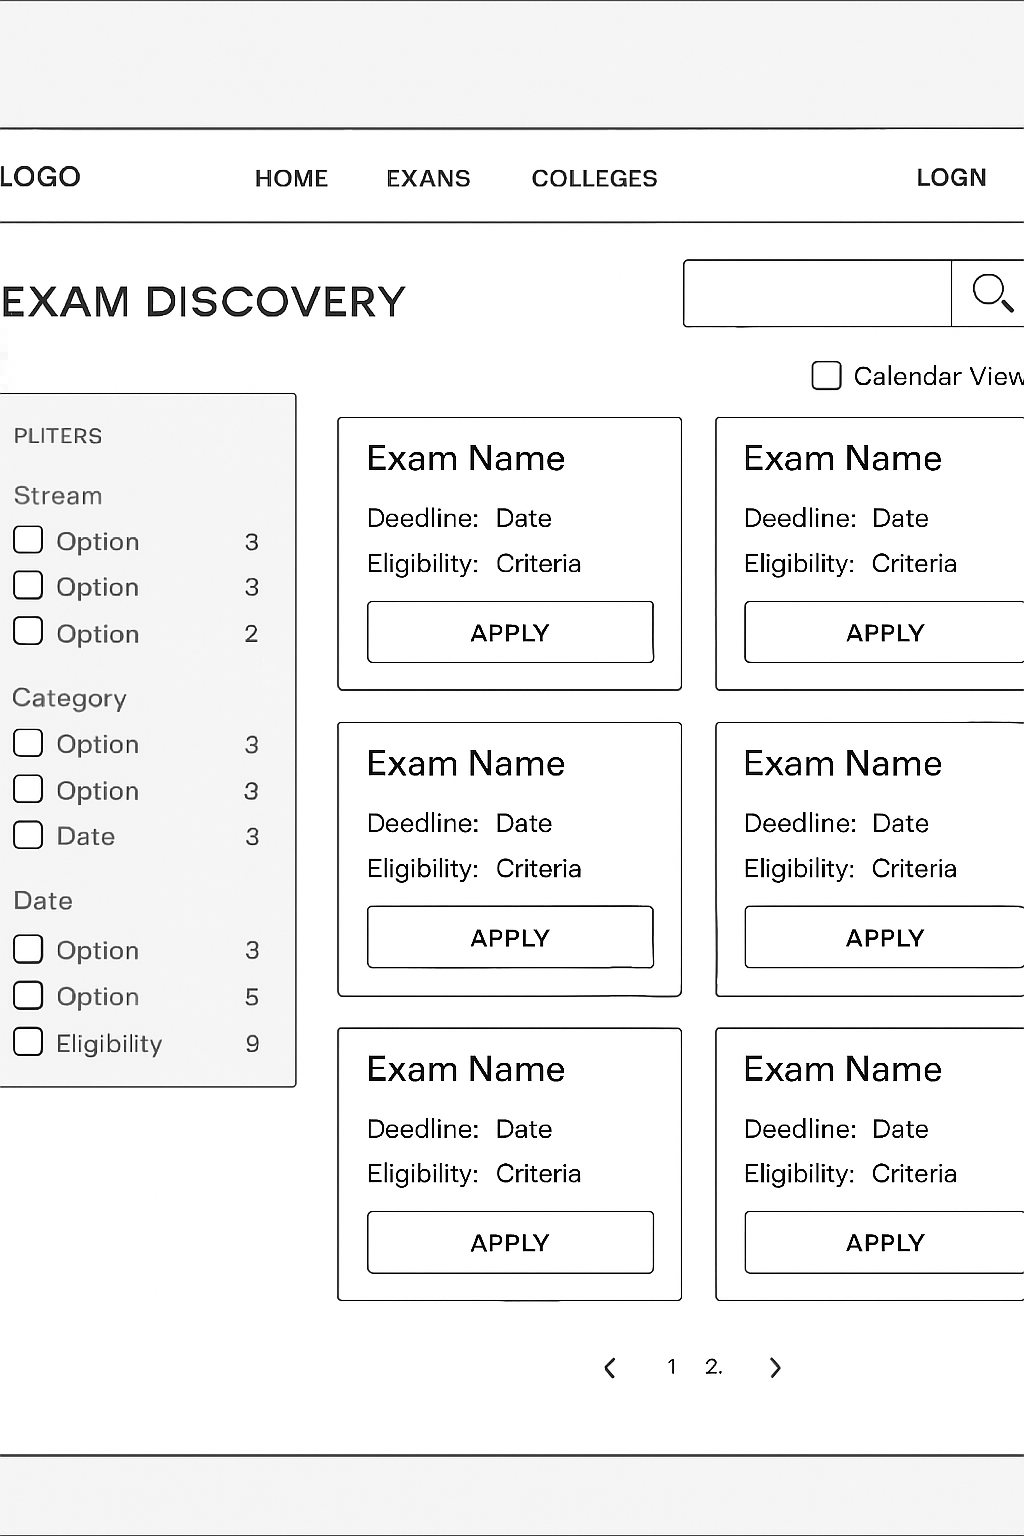 LOGO HOME EXANS COLLEGES LOGN
EXAM DISCOVERY
Calendar View
PLITERS
Stream
Option 3
Option 3
Option 2
Category
Option 3
Option 3
Date 3
Date
Option 3
Option 5
Eligibility 9
Exam Name
Deedline: Date
Eligibility: Criteria
APPLY
Exam Name
Deedline: Date
Eligibility: Criteria
APPLY
Exam Name
Deedline: Date
Eligibility: Criteria
APPLY
Exam Name
Deedline: Date
Eligibility: Criteria
APPLY
Exam Name
Deedline: Date
Eligibility: Criteria
APPLY
Exam Name
Deedline: Date
Eligibility: Criteria
APPLY
1 2.